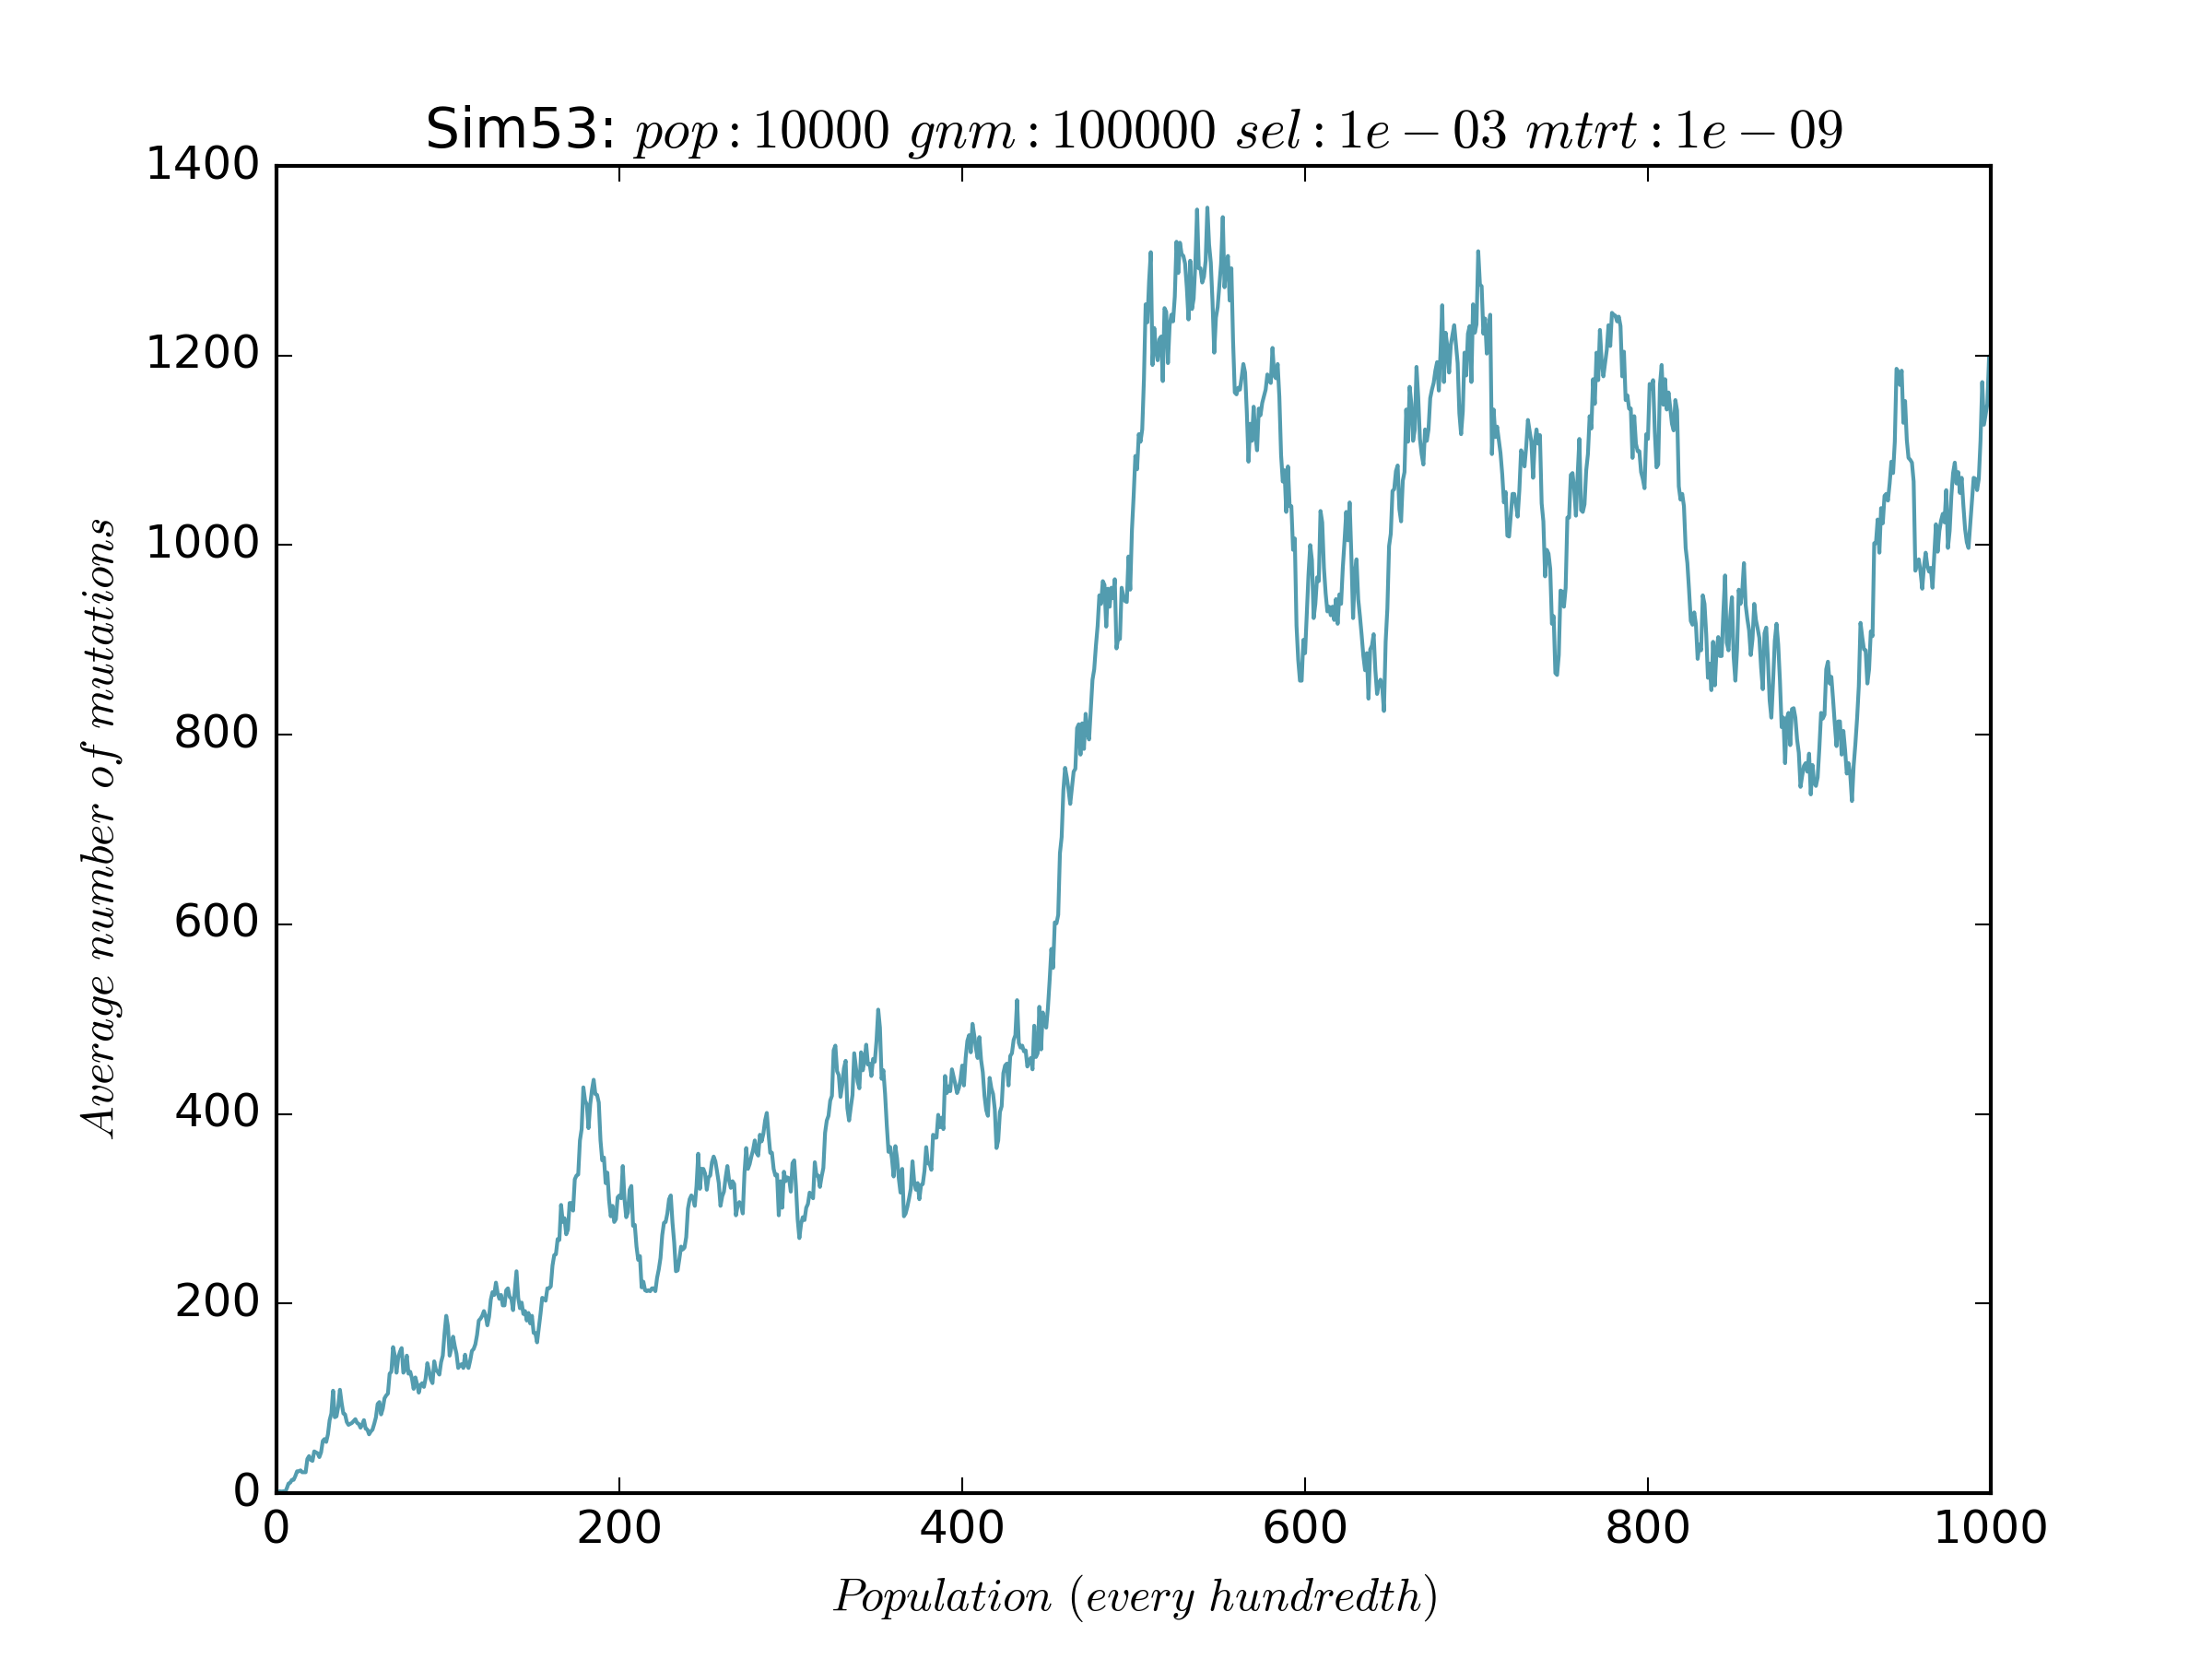 Sim53: pop : 10000 gnm : 100000 sel : 1e − 03 mtrt : 1e − 09
1400
1200
1000
800
600
400
200
0
Average number of mutations
0 200 400 600 800 1000
Population (every hundredth)